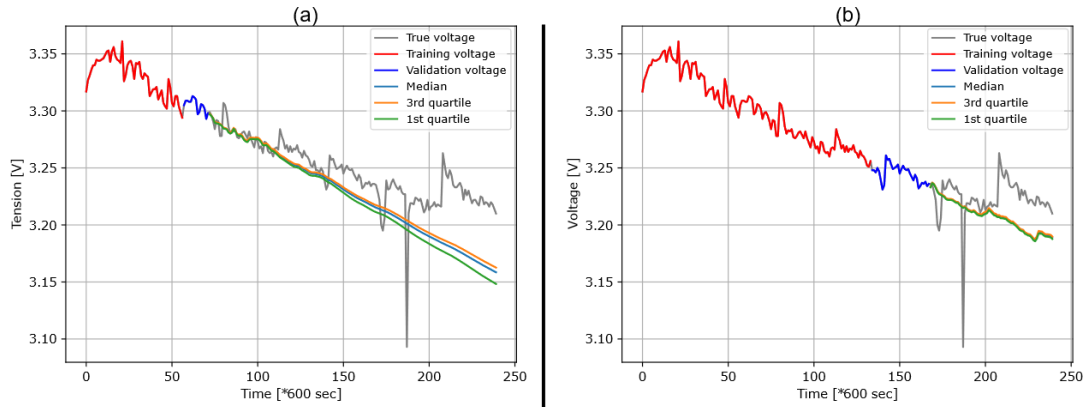 (a)
Tension [V]
3.35
3.30
3.25
3.20
3.15
3.10
True voltage
Training voltage
Validation voltage
Median
3rd quartile
1st quartile
0
50
100
150
200
250
Time [*600 sec]
(b)
Voltage [V]
3.35
3.30
3.25
3.20
3.15
3.10
True voltage
Training voltage
Validation voltage
Median
3rd quartile
1st quartile
0
50
100
150
200
250
Time [*600 sec]